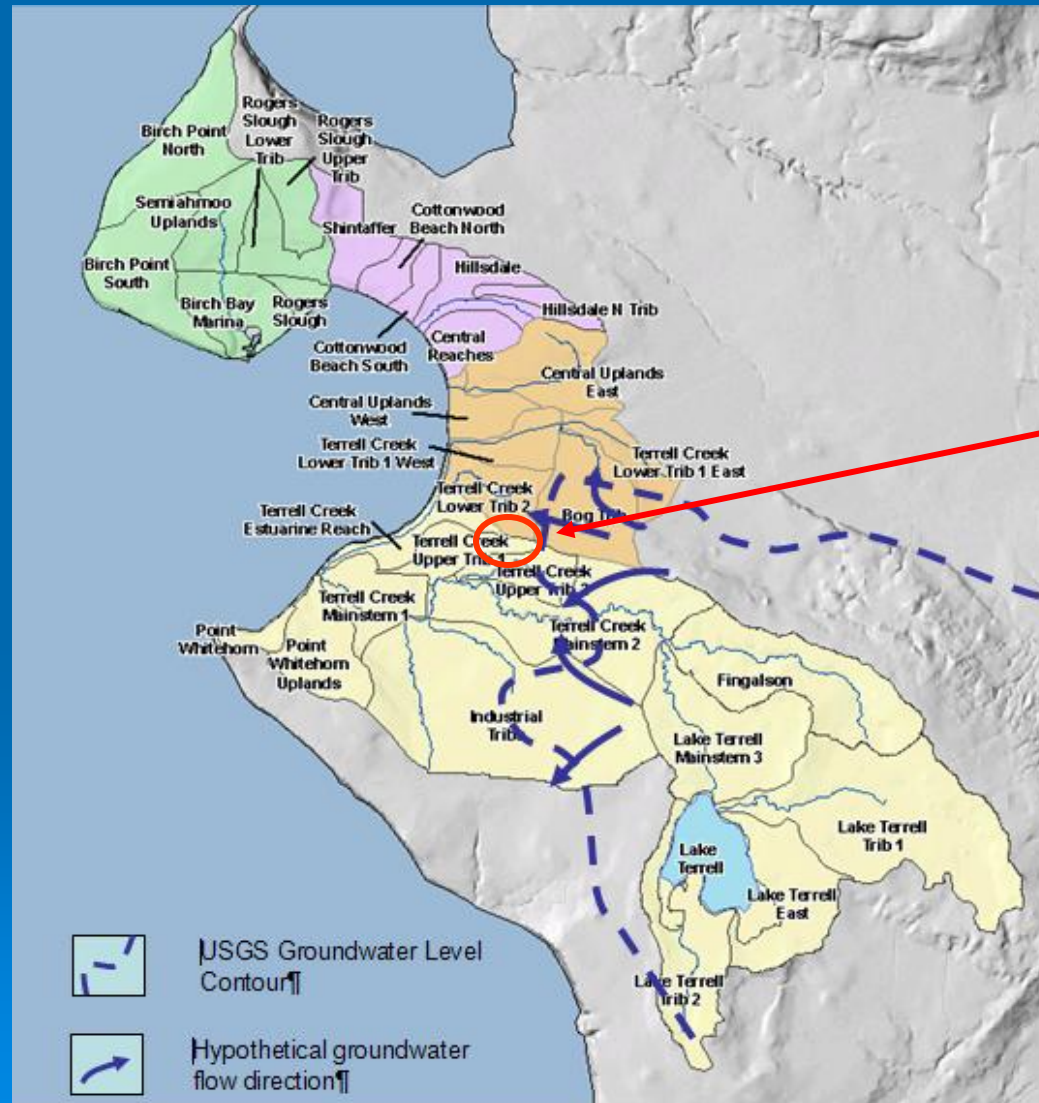 Birch Point
North
Rogers
Slough
Lower
Trib
Rogers
Slough
Upper
Trib
Semiahmoo
Uplands
Shintaffer
Cottonwood
Beach North
Birch Point
South
Hillsdale
Birch Bay
Marina
Rogers
Slough
Hillsdale N Trib
Cottonwood
Beach South
Central
Reaches
Central Uplands
East
Central Uplands
West
Terrell Creek
Lower Trib 1 West
Terrell Creek
Lower Trib 1 East
Terrell Creek
Lower Trib 2
Terrell Creek
Estuarine Reach
Bog Trib
Terrell Creek
Upper Trib 1
Terrell Creek
Upper Trib
Terrell Creek
Mainstem 1
Terrell Creek
Mainstem 2
Point
Whitehorn
Point
Whitehorn
Uplands
Fingalson
Industrial
Lake Terrell
Mainstem 3
Lake Terrell
Trib 1
Lake
Terrell
Lake Terrell
East
Lake Terrell
Trib 2
USGS Groundwater Level
Contour¶
Hypothetical groundwater
flow direction¶